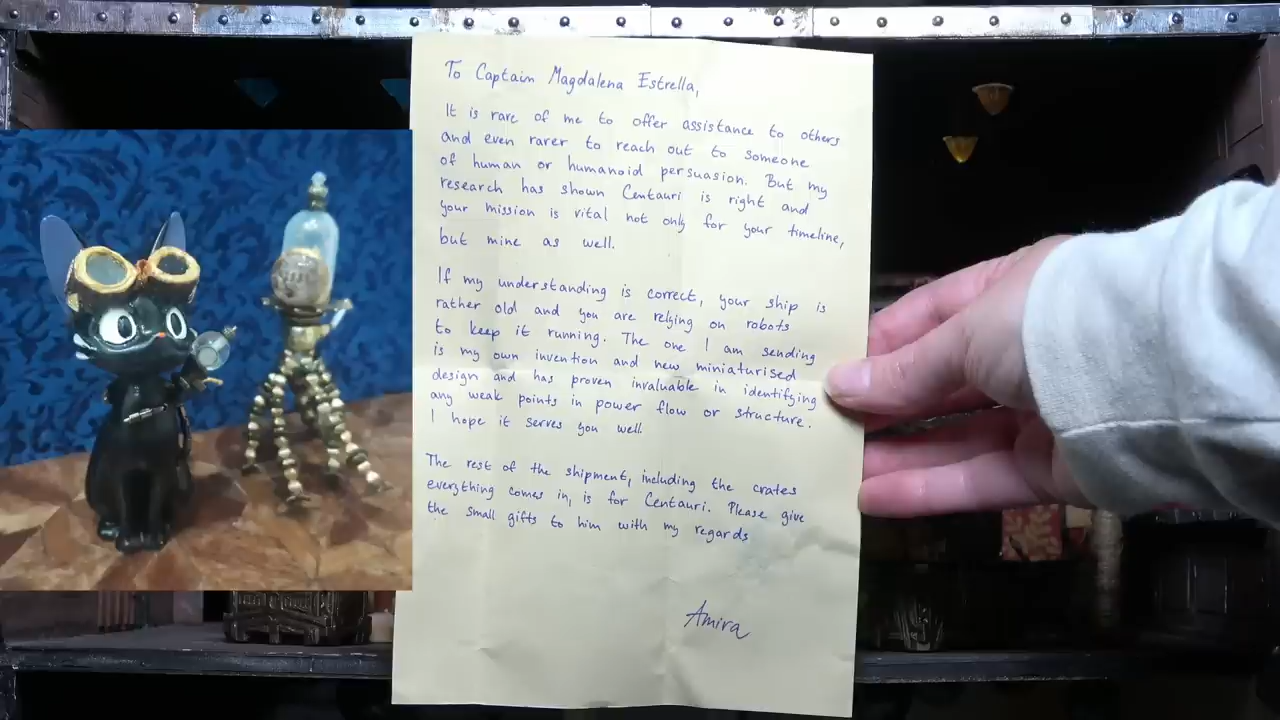 To Captain Magdalena Estrella,
It is rare of me to offer assistance to others
and even rarer to reach out to someone
of human or humanoid persuasion. But my
research has shown Centauri is right and
your mission is vital not only for your timeline,
but mine as well.
If my understanding is correct, your ship is
rather old and you are relying on robots
to keep it running. The one I am sending
is my own invention and new miniaturised
design and has proven invaluable in identifying
any weak points in power flow or structure.
I hope it serves you well.
The rest of the shipment, including the crates
everything comes in, is for Centauri. Please give
the small gifts to him with my regards
Amira